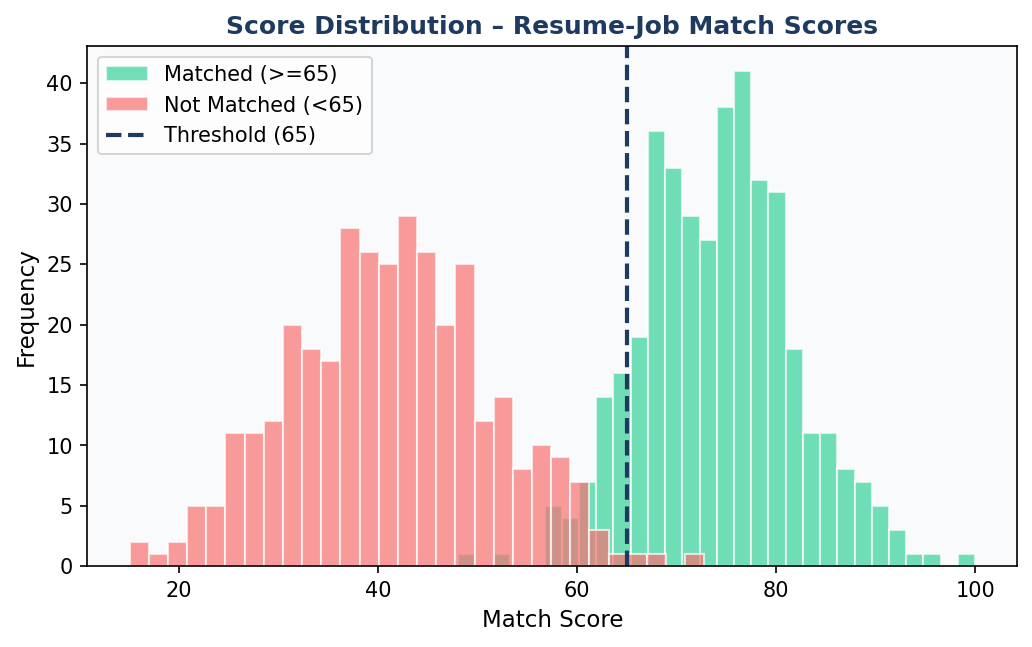 Score Distribution – Resume-Job Match Scores
Matched (>=65)
Not Matched (<65)
Threshold (65)
Frequency
40
35
30
25
20
15
10
5
0
20 40 60 80 100
Match Score